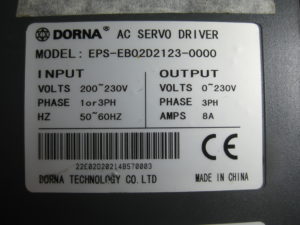 DORNA® AC SERVO DRIVER
MODEL: EPS-EB02D2123-0000
INPUT OUTPUT
VOLTS 200~230V VOLTS 0~230V
PHASE 1or3PH PHASE 3PH
HZ 50~60HZ AMPS 8A
22E02D20214B570003 CE
DORNA TECHNOLOGY CO.LTD MADE IN CHINA